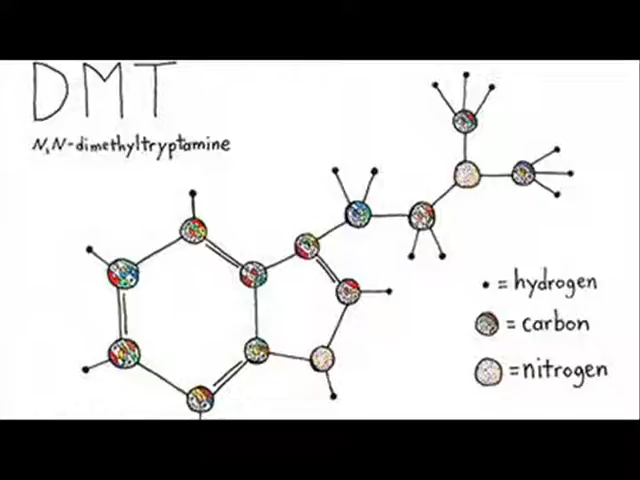 DMT
N,N-dimethyltryptamine
= hydrogen
= carbon
= nitrogen